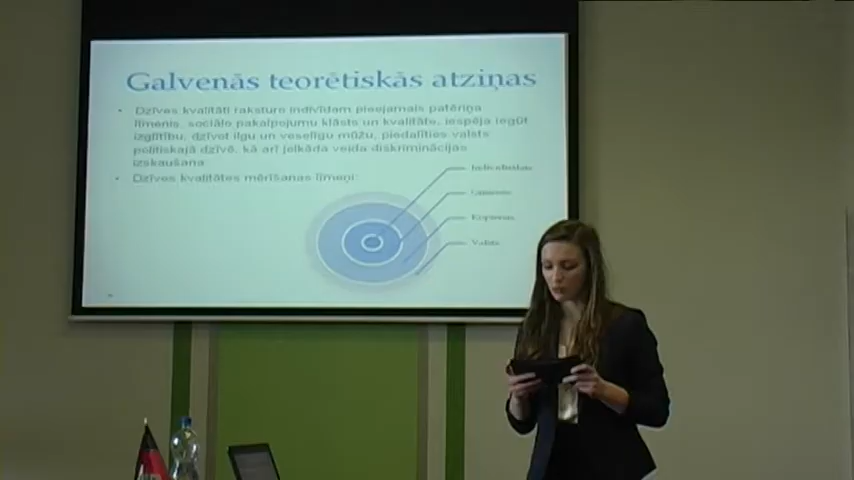 Galvenās teorētiskās atziņas
• Dzīves kvalitāti raksturo indivīdam pieejamais patēriņa
līmenis, sociālo pakalpojumu klāsts un kvalitāte, iespēja iegūt
izglītību, dzīvot ilgu un veselīgu mūžu, piedalīties valsts
politiskajā dzīvē, kā arī jebkāda veida diskriminācijas
izskaušana.
• Dzīves kvalitātes mērīšanas līmeņi:
Individuālais
Ģimenes
Kopienas
Valsts